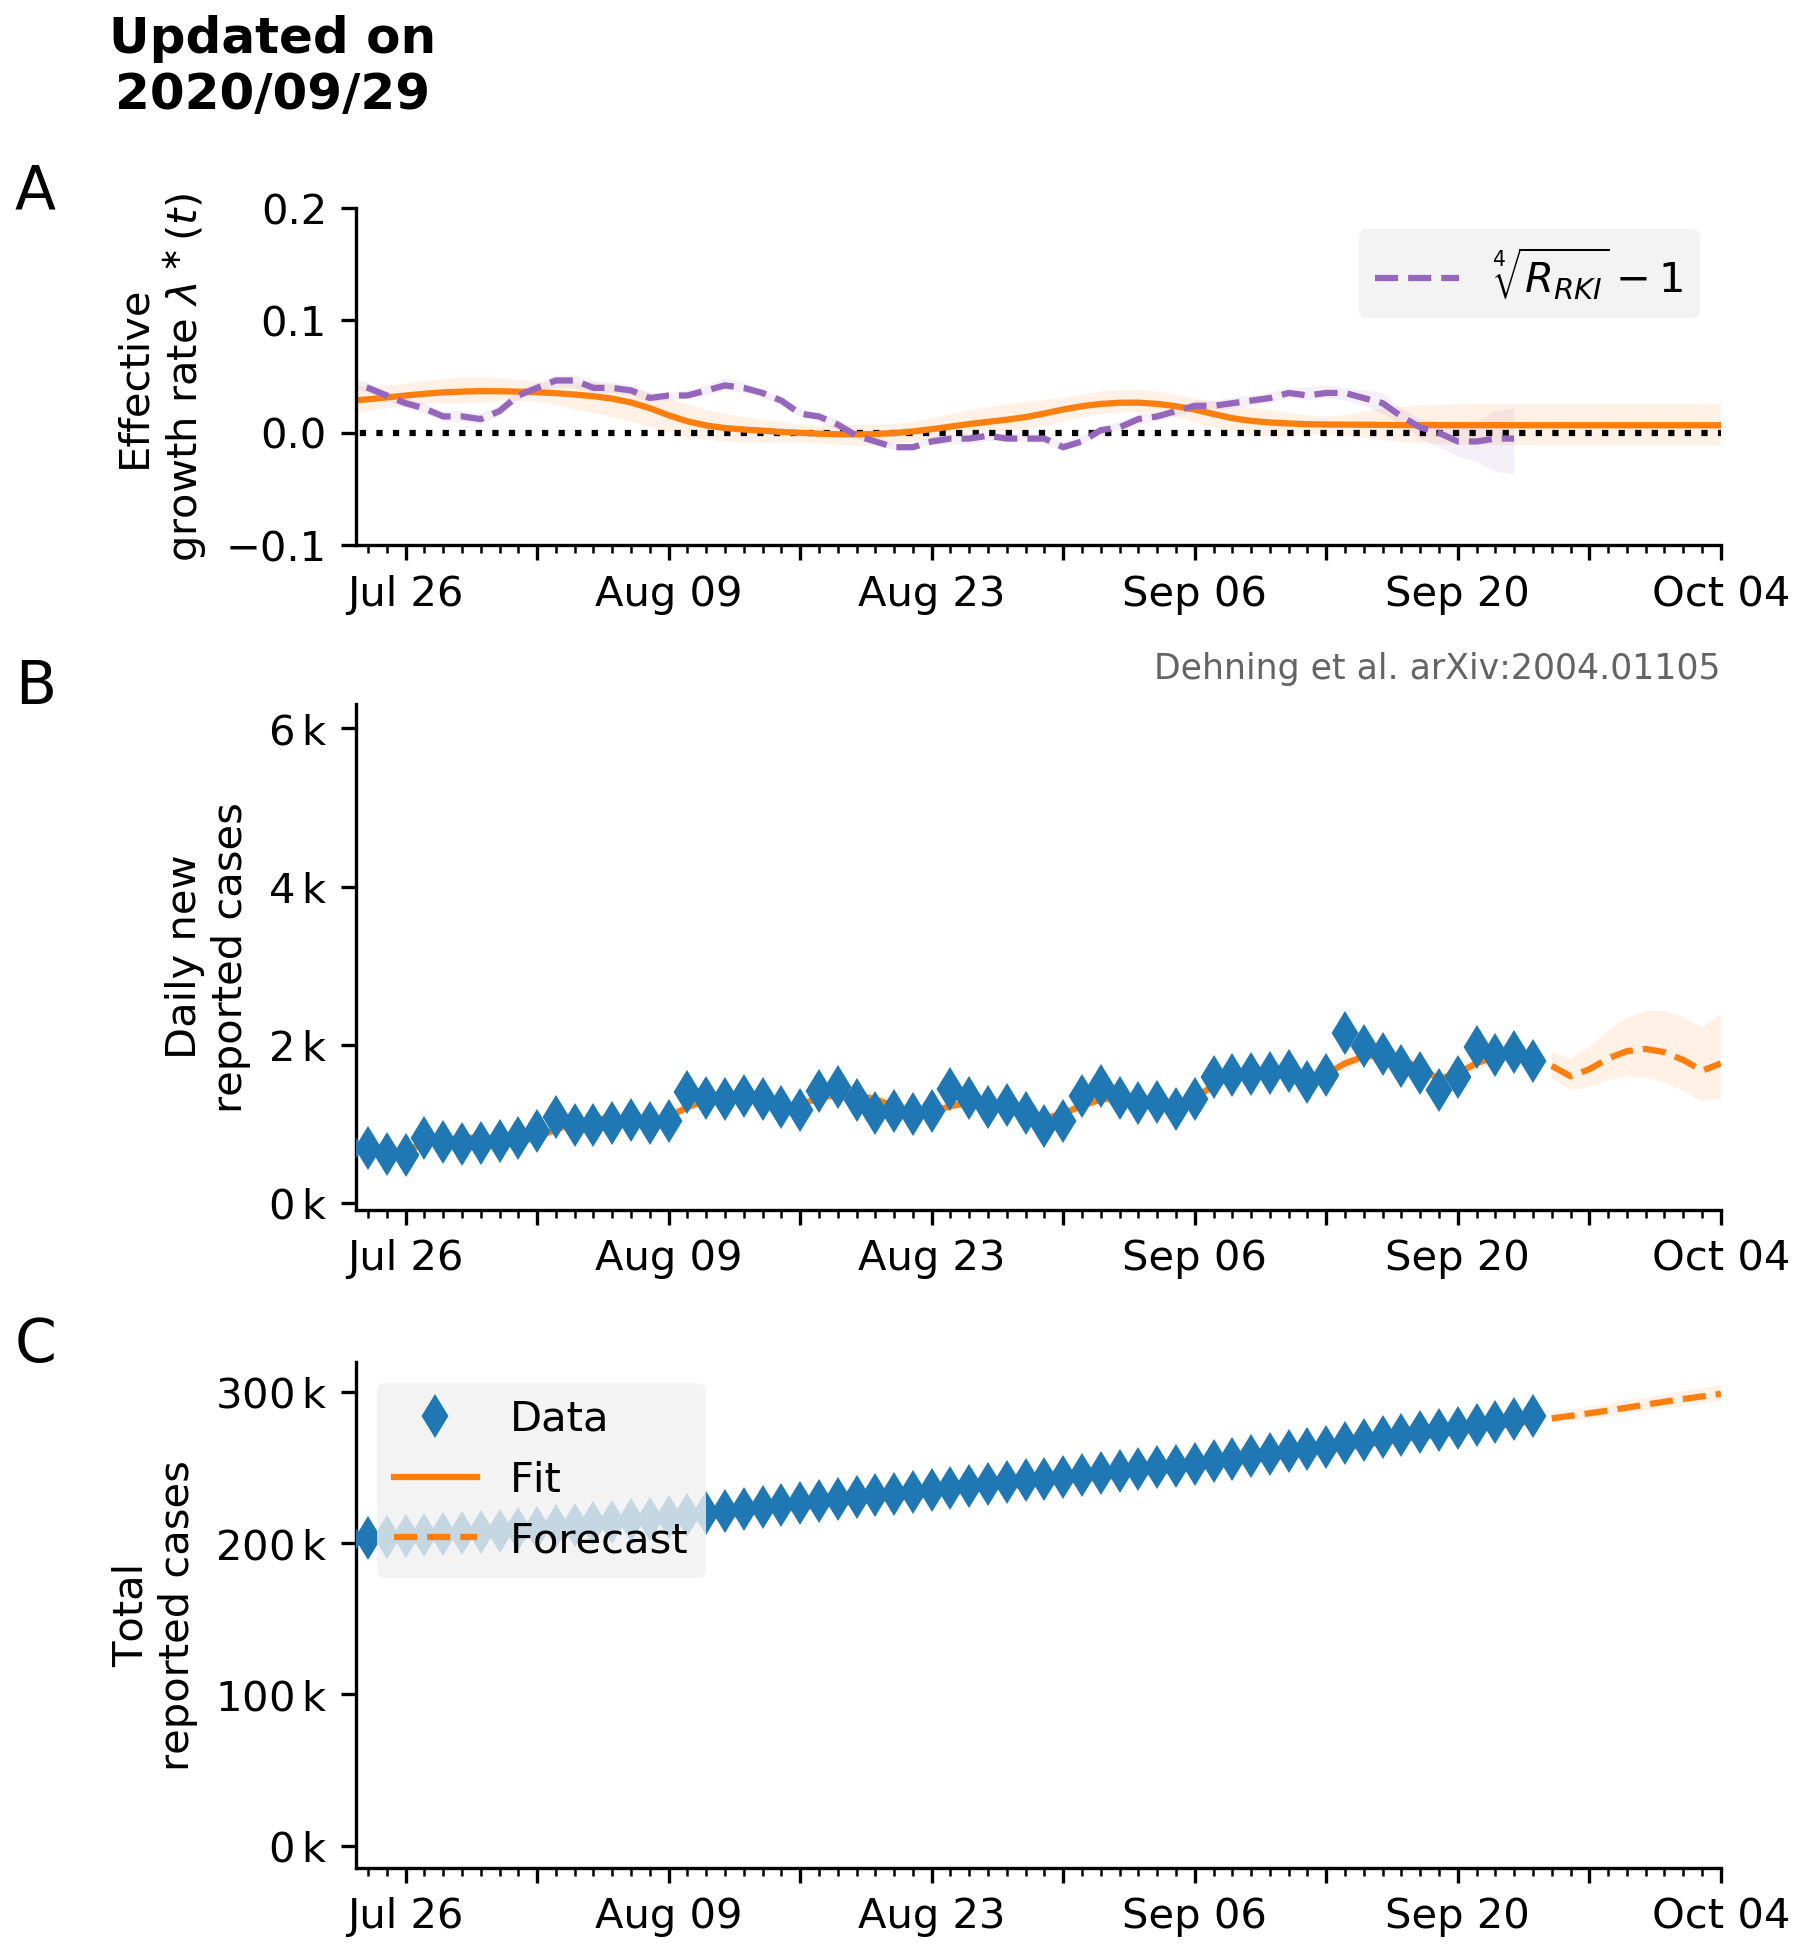 Updated on
2020/09/29
A
Effective
growth rate λ * (t)
0.2
0.1
0.0
−0.1
∜R_RKI − 1
Jul 26 Aug 09 Aug 23 Sep 06 Sep 20 Oct 04
B
Dehning et al. arXiv:2004.01105
Daily new
reported cases
6 k
4 k
2 k
0 k
Jul 26 Aug 09 Aug 23 Sep 06 Sep 20 Oct 04
C
Total
reported cases
300 k
200 k
100 k
0 k
Data
Fit
Forecast
Jul 26 Aug 09 Aug 23 Sep 06 Sep 20 Oct 04